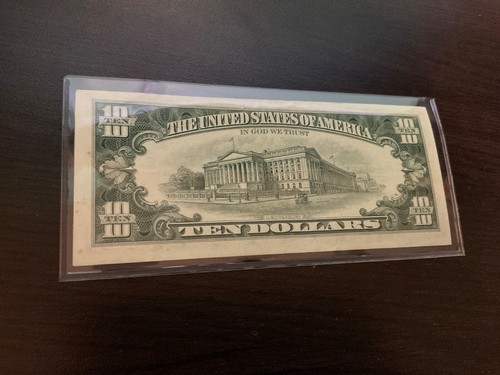 10 TEN 10
THE UNITED STATES OF AMERICA
10 TEN 10
IN GOD WE TRUST
10 TEN 10
TEN DOLLARS
10 TEN 10